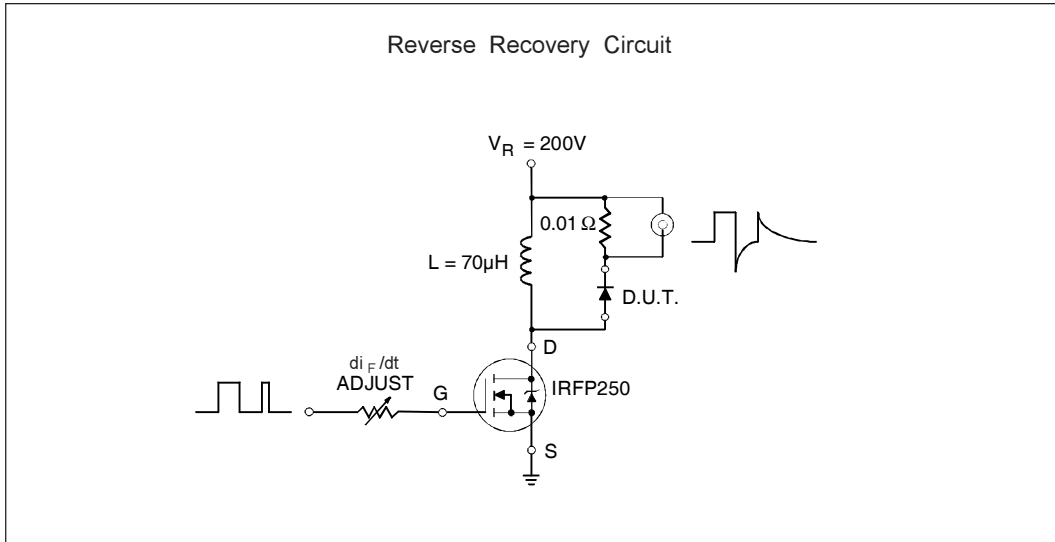 Reverse Recovery Circuit
V_R = 200V
0.01 Ω
L = 70µH
D.U.T.
D
di_F/dt
ADJUST
G
IRFP250
S